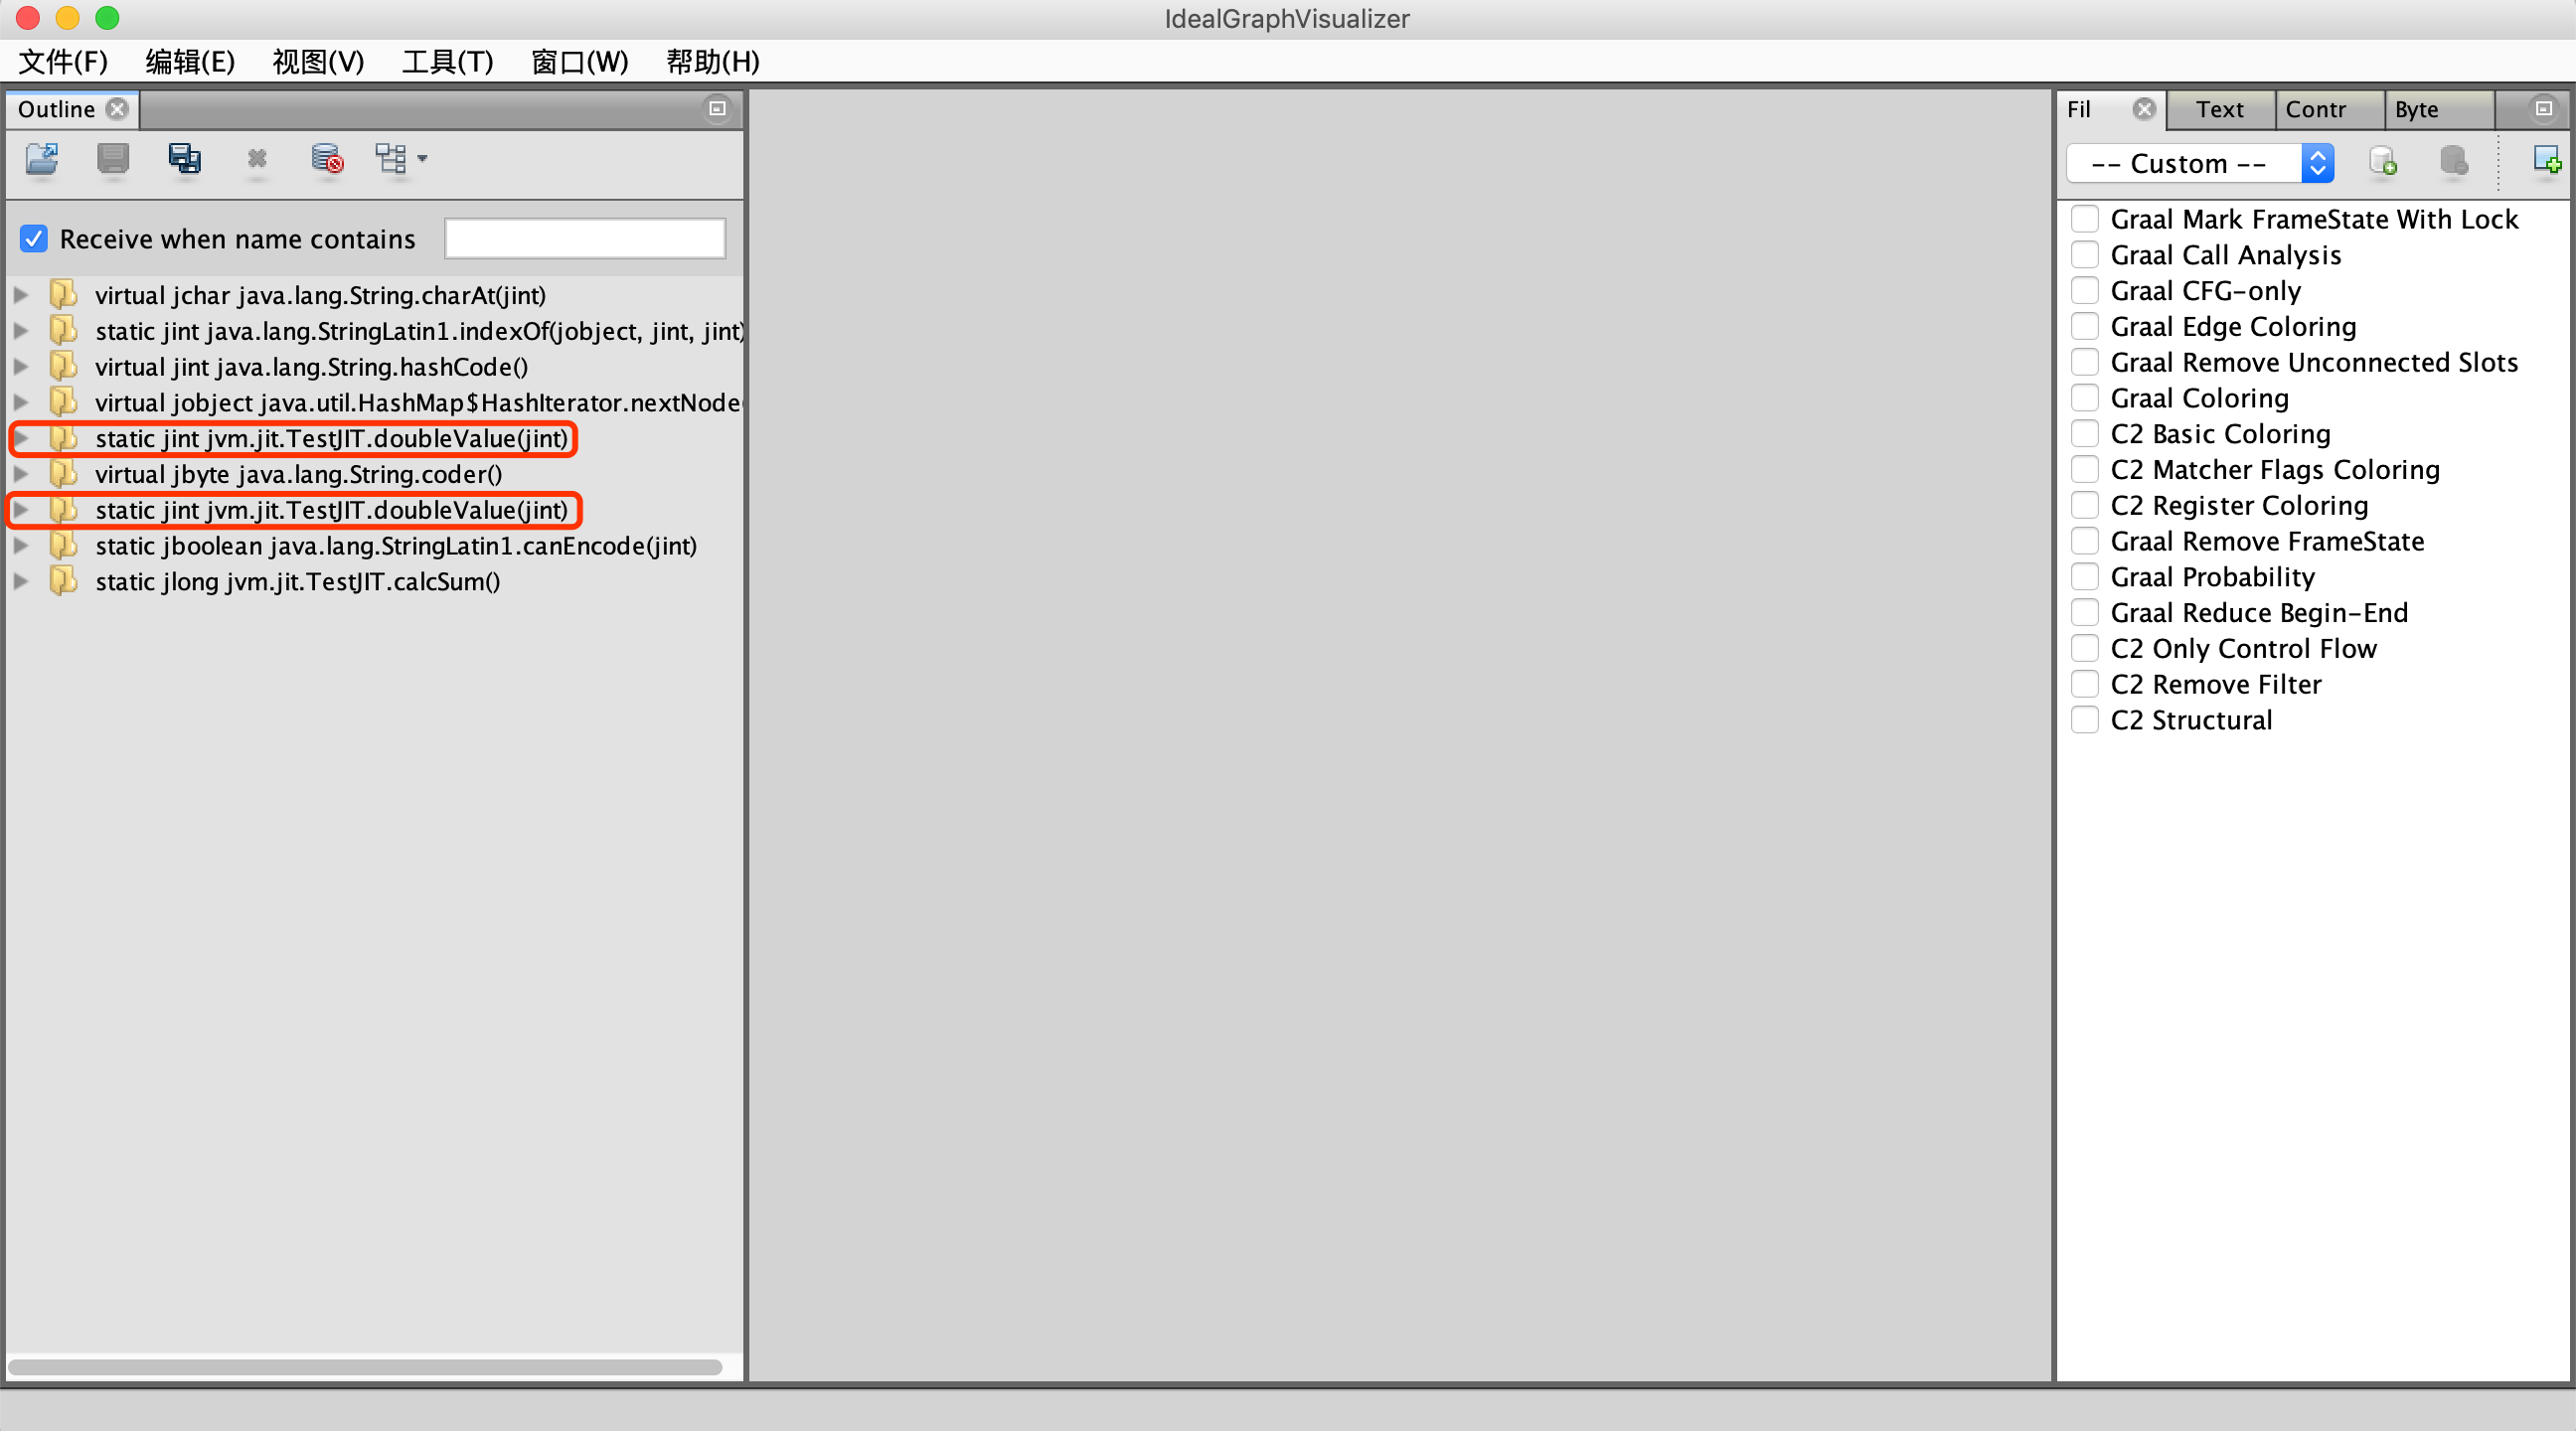 IdealGraphVisualizer
文件(F) 编辑(E) 视图(V) 工具(T) 窗口(W) 帮助(H)
Outline
Receive when name contains
virtual jchar java.lang.String.charAt(jint)
static jint java.lang.StringLatin1.indexOf(jobject, jint, jint)
virtual jint java.lang.String.hashCode()
virtual jobject java.util.HashMap$HashIterator.nextNode(
static jint jvm.jit.TestJIT.doubleValue(jint)
virtual jbyte java.lang.String.coder()
static jint jvm.jit.TestJIT.doubleValue(jint)
static jboolean java.lang.StringLatin1.canEncode(jint)
static jlong jvm.jit.TestJIT.calcSum()
Fil Text Contr Byte
-- Custom --
Graal Mark FrameState With Lock
Graal Call Analysis
Graal CFG-only
Graal Edge Coloring
Graal Remove Unconnected Slots
Graal Coloring
C2 Basic Coloring
C2 Matcher Flags Coloring
C2 Register Coloring
Graal Remove FrameState
Graal Probability
Graal Reduce Begin-End
C2 Only Control Flow
C2 Remove Filter
C2 Structural